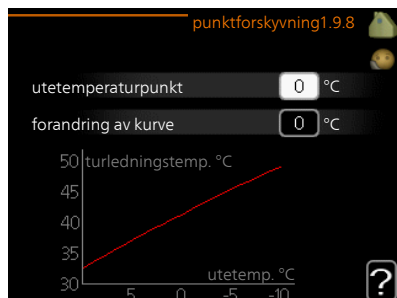 punktforskyvning1.9.8
utetemperaturpunkt 0 °C
forandring av kurve 0 °C
50 turledningstemp. °C
45
40
35
30 utetemp. °C
5 0 -5 -10
?